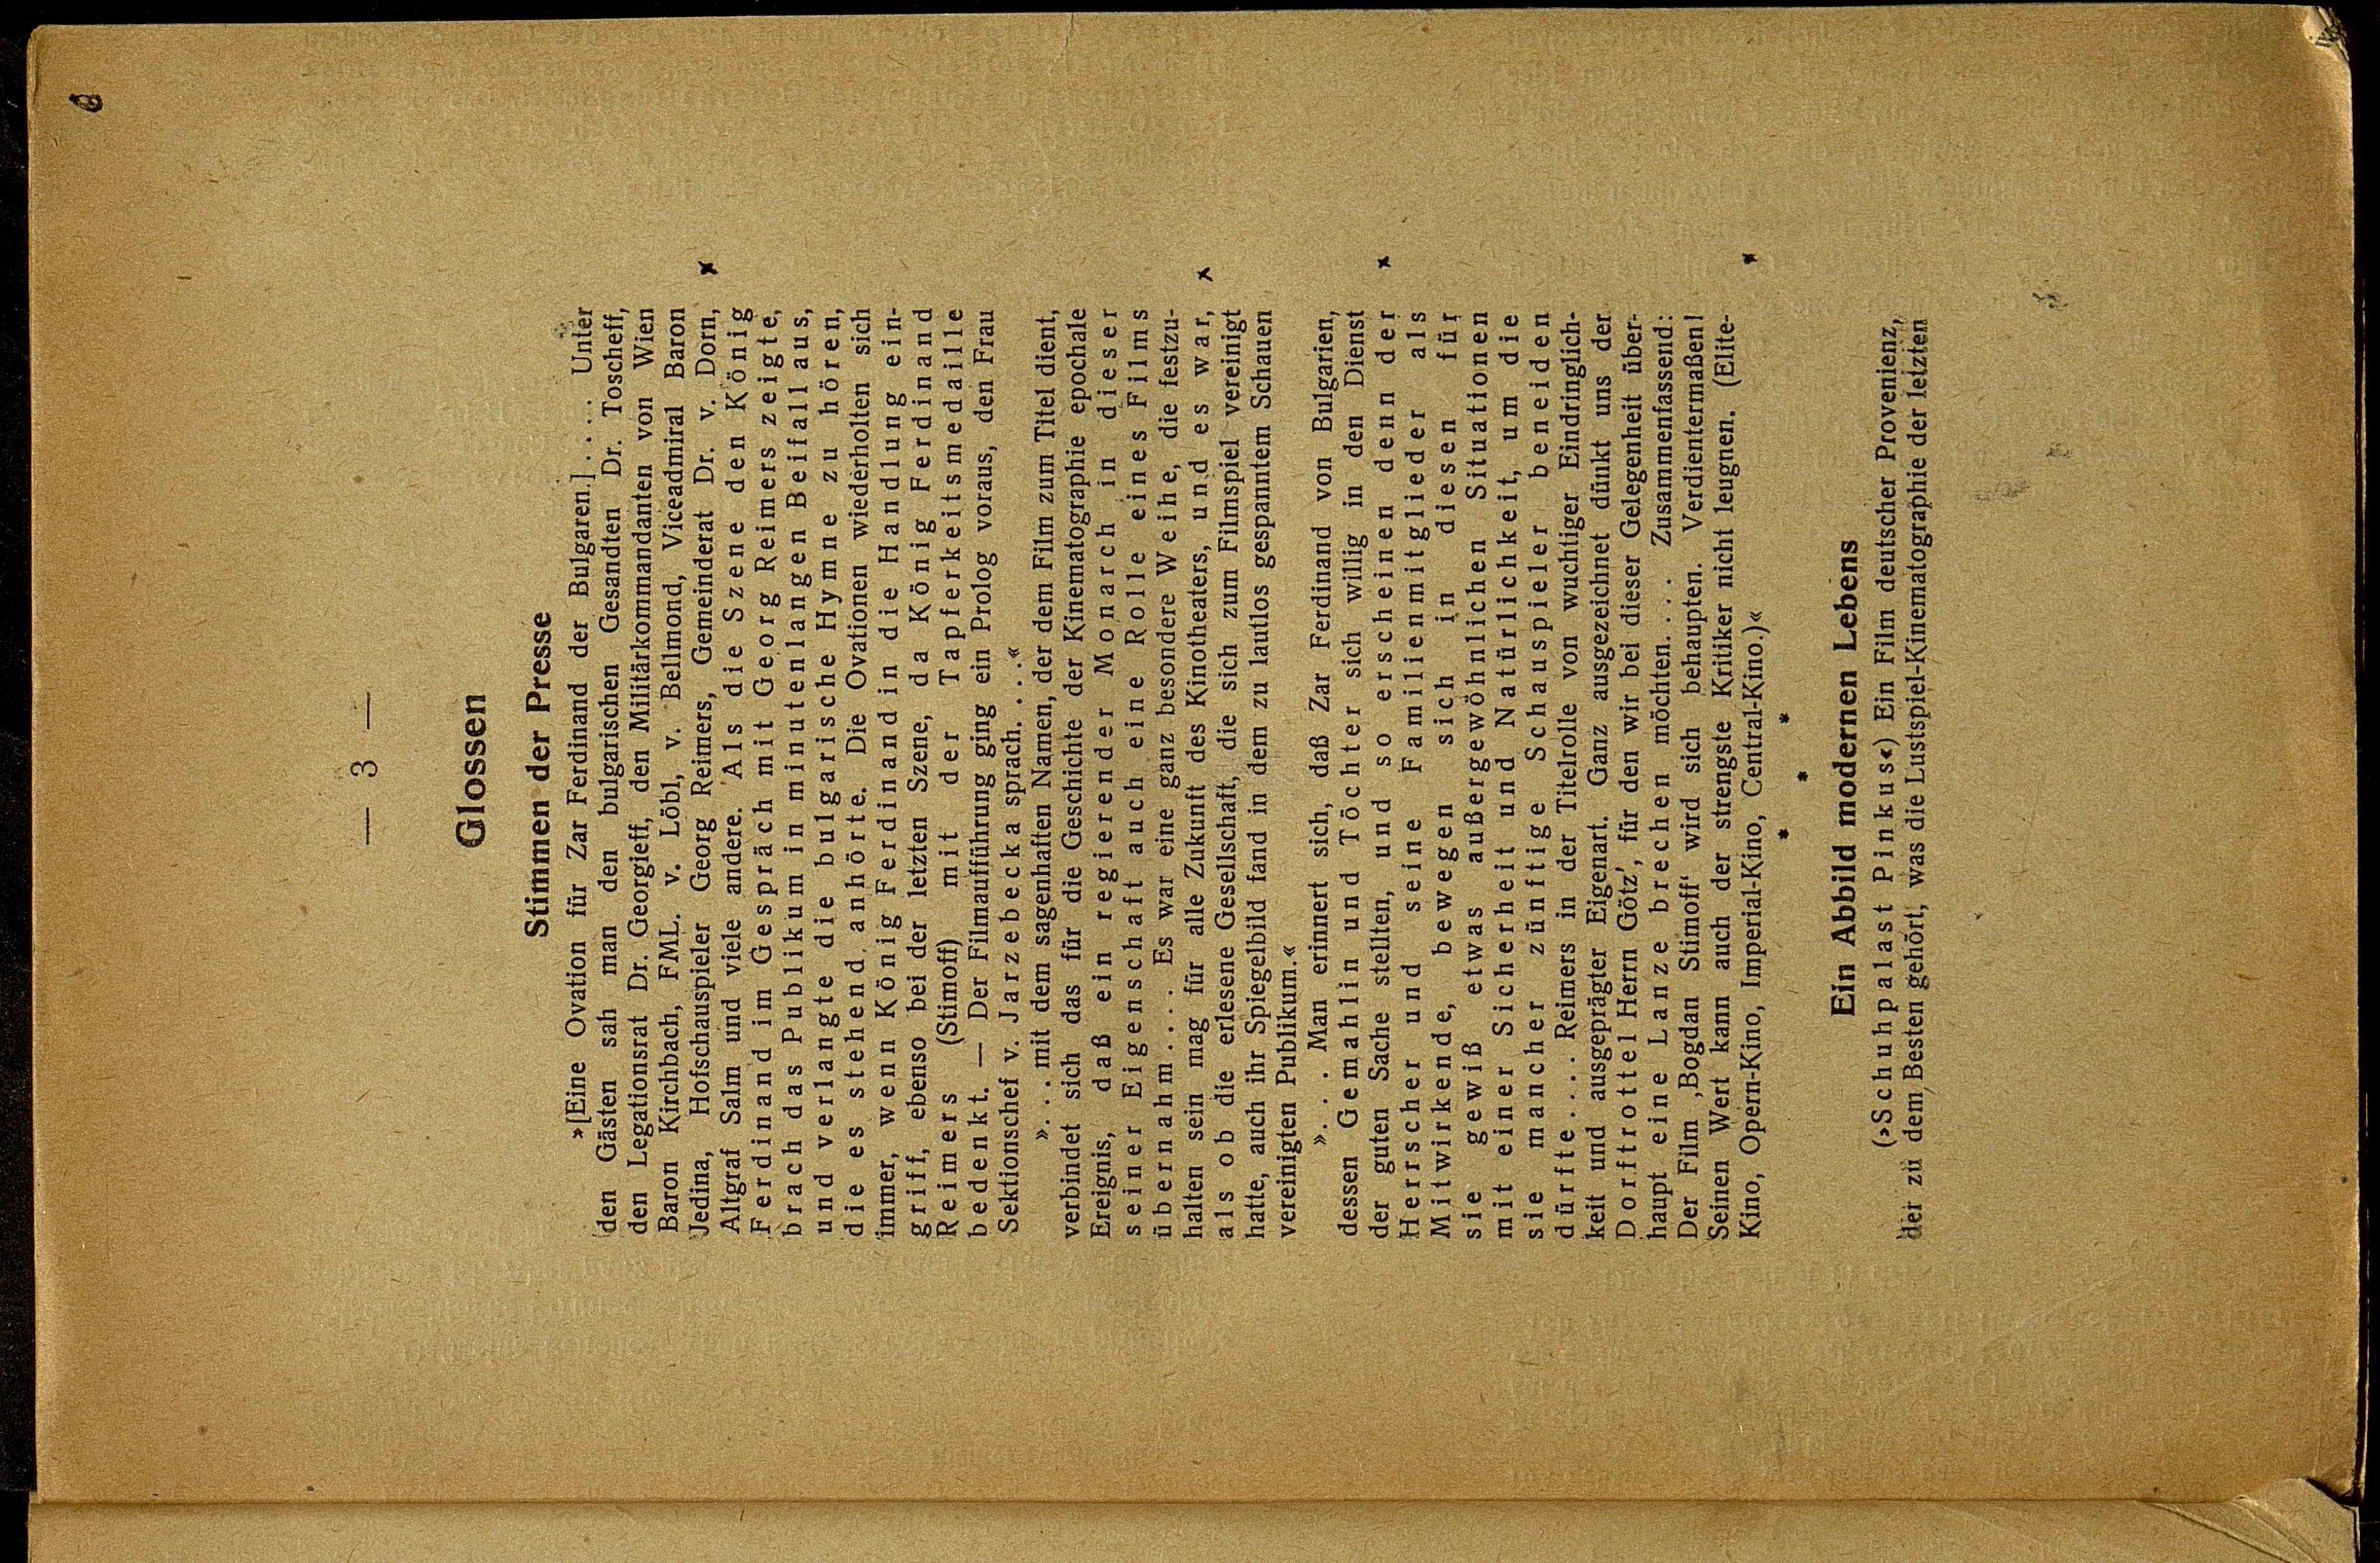 — 3 —
Glossen
Stimmen der Presse
»[Eine Ovation für Zar Ferdinand der Bulgaren.] . . . . Unter
den Gästen sah man den bulgarischen Gesandten Dr. Toscheff,
den Legationsrat Dr. Georgieff, den Militärkommandanten von Wien
Baron Kirchbach, FML. v. Löbl, v. Bellmond, Viceadmiral Baron
Jedina, Hofschauspieler Georg Reimers, Gemeinderat Dr. v. Dorn,
Altgraf Salm und viele andere. Als die Szene den König
Ferdinand im Gespräch mit Georg Reimers zeigte,
brach das Publikum in minutenlangen Beifall aus,
und verlangte die bulgarische Hymne zu hören,
die es stehend anhörte. Die Ovationen wiederholten sich
immer, wenn König Ferdinand in die Handlung ein-
griff, ebenso bei der letzten Szene, da König Ferdinand
Reimers (Stimoff) mit der Tapferkeitsmedaille
bedenkt. — Der Filmaufführung ging ein Prolog voraus, den Frau
Sektionschef v. Jarzebecka sprach. . . .«
». . . mit dem sagenhaften Namen, der dem Film zum Titel dient,
verbindet sich das für die Geschichte der Kinematographie epochale
Ereignis, daß ein regierender Monarch in dieser
seiner Eigenschaft auch eine Rolle eines Films
übernahm. . . . Es war eine ganz besondere Weihe, die festzu-
halten sein mag für alle Zukunft des Kinotheaters, und es war,
als ob die erlesene Gesellschaft, die sich zum Filmspiel vereinigt
hatte, auch ihr Spiegelbild fand in dem zu lautlos gespanntem Schauen
vereinigten Publikum.«
». . . Man erinnert sich, daß Zar Ferdinand von Bulgarien,
dessen Gemahlin und Töchter sich willig in den Dienst
der guten Sache stellten, und so erscheinen denn der
Herrscher und seine Familienmitglieder als
Mitwirkende, bewegen sich in diesen für
sie gewiß etwas außergewöhnlichen Situationen
mit einer Sicherheit und Natürlichkeit, um die
sie mancher zünftige Schauspieler beneiden
dürfte. . . . Reimers in der Titelrolle von wuchtiger Eindringlich-
keit und ausgeprägter Eigenart. Ganz ausgezeichnet dünkt uns der
Dorftrottel Herrn Götz', für den wir bei dieser Gelegenheit über-
haupt eine Lanze brechen möchten. . . . Zusammenfassend:
Der Film ‚Bogdan Stimoff‘ wird sich behaupten. Verdientermaßen!
Seinen Wert kann auch der strengste Kritiker nicht leugnen. (Elite-
Kino, Opern-Kino, Imperial-Kino, Central-Kino.)«
* * *
Ein Abbild modernen Lebens
(»Schuhpalast Pinkus«) Ein Film deutscher Provenienz,
der zu dem Besten gehört, was die Lustspiel-Kinematographie der letzten